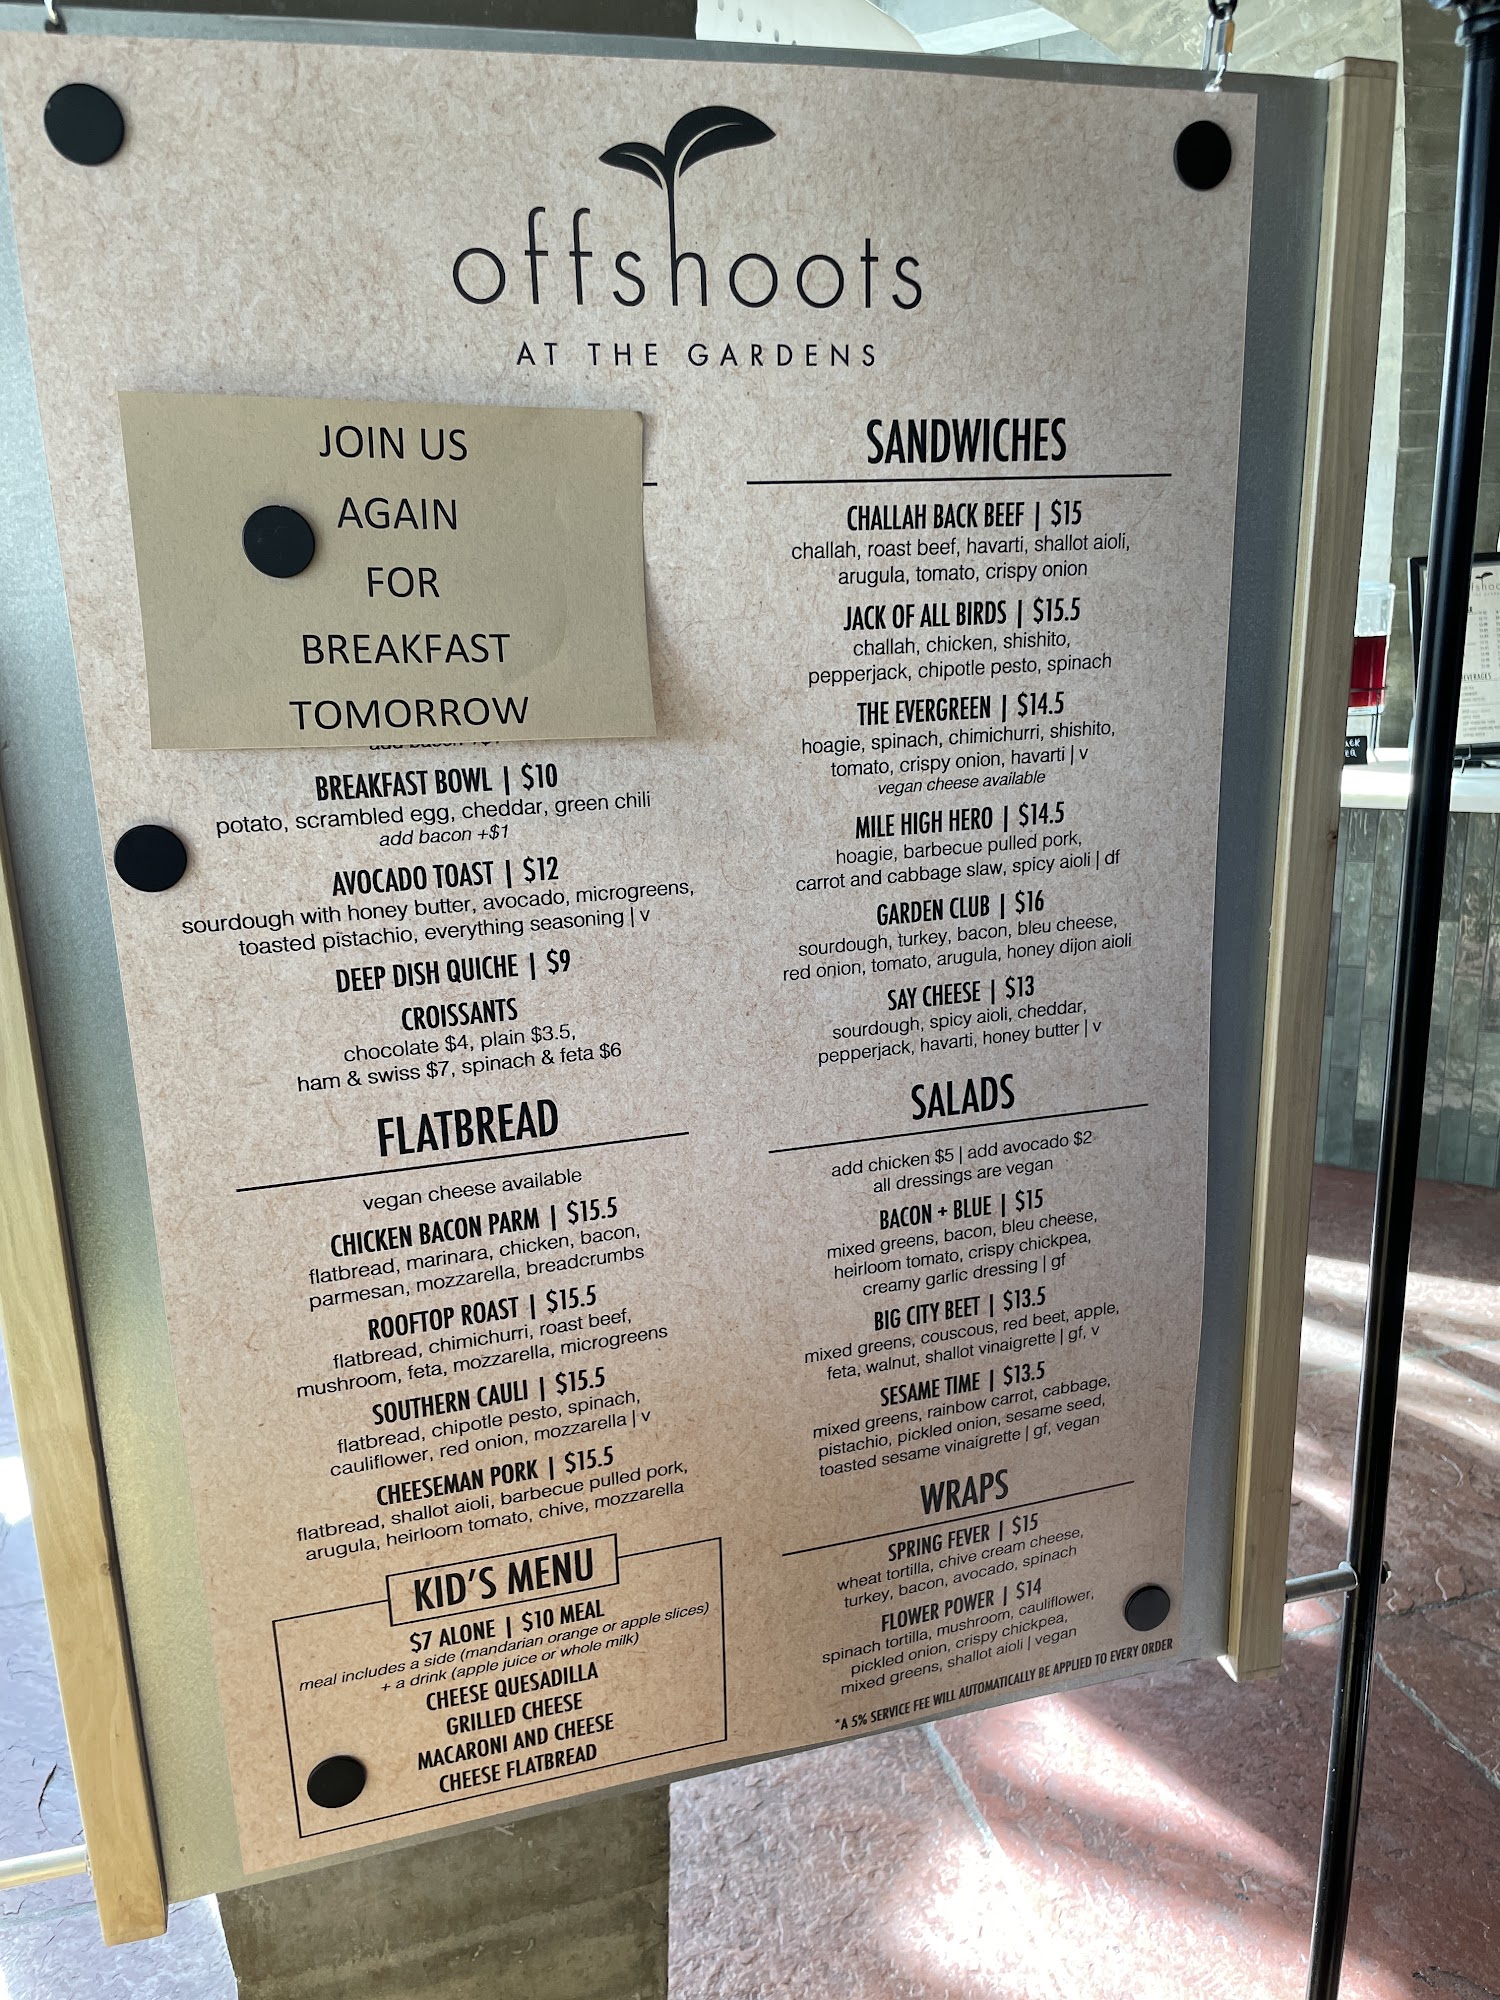 offshoots
AT THE GARDENS
JOIN US
AGAIN
FOR
BREAKFAST
TOMORROW
BREAKFAST BOWL | $10
potato, scrambled egg, cheddar, green chili
add bacon +$1
AVOCADO TOAST | $12
sourdough with honey butter, avocado, microgreens,
toasted pistachio, everything seasoning | v
DEEP DISH QUICHE | $9
CROISSANTS
chocolate $4, plain $3.5,
ham & swiss $7, spinach & feta $6
FLATBREAD
vegan cheese available
CHICKEN BACON PARM | $15.5
flatbread, marinara, chicken, bacon,
parmesan, mozzarella, breadcrumbs
ROOFTOP ROAST | $15.5
flatbread, chimichurri, roast beef,
mushroom, feta, mozzarella, microgreens
SOUTHERN CAULI | $15.5
flatbread, chipotle pesto, spinach,
cauliflower, red onion, mozzarella | v
CHEESEMAN PORK | $15.5
flatbread, shallot aioli, barbecue pulled pork,
arugula, heirloom tomato, chive, mozzarella
KID'S MENU
$7 ALONE | $10 MEAL
meal includes a side (mandarian orange or apple slices)
+ a drink (apple juice or whole milk)
CHEESE QUESADILLA
GRILLED CHEESE
MACARONI AND CHEESE
CHEESE FLATBREAD
SANDWICHES
CHALLAH BACK BEEF | $15
challah, roast beef, havarti, shallot aioli,
arugula, tomato, crispy onion
JACK OF ALL BIRDS | $15.5
challah, chicken, shishito,
pepperjack, chipotle pesto, spinach
THE EVERGREEN | $14.5
hoagie, spinach, chimichurri, shishito,
tomato, crispy onion, havarti | v
vegan cheese available
MILE HIGH HERO | $14.5
hoagie, barbecue pulled pork,
carrot and cabbage slaw, spicy aioli | df
GARDEN CLUB | $16
sourdough, turkey, bacon, bleu cheese,
red onion, tomato, arugula, honey dijon aioli
SAY CHEESE | $13
sourdough, spicy aioli, cheddar,
pepperjack, havarti, honey butter | v
SALADS
add chicken $5 | add avocado $2
all dressings are vegan
BACON + BLUE | $15
mixed greens, bacon, bleu cheese,
heirloom tomato, crispy chickpea,
creamy garlic dressing | gf
BIG CITY BEET | $13.5
mixed greens, couscous, red beet, apple,
feta, walnut, shallot vinaigrette | gf, v
SESAME TIME | $13.5
mixed greens, rainbow carrot, cabbage,
pistachio, pickled onion, sesame seed,
toasted sesame vinaigrette | gf, vegan
WRAPS
SPRING FEVER | $15
wheat tortilla, chive cream cheese,
turkey, bacon, avocado, spinach
FLOWER POWER | $14
spinach tortilla, mushroom, cauliflower,
pickled onion, crispy chickpea,
mixed greens, shallot aioli | vegan
*A 5% SERVICE FEE WILL AUTOMATICALLY BE APPLIED TO EVERY ORDER